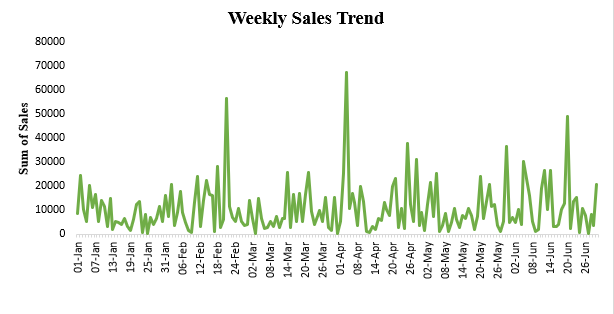 Weekly Sales Trend
Sum of Sales
80000
70000
60000
50000
40000
30000
20000
10000
0
01-Jan
07-Jan
13-Jan
19-Jan
25-Jan
31-Jan
06-Feb
12-Feb
18-Feb
24-Feb
02-Mar
08-Mar
14-Mar
20-Mar
26-Mar
01-Apr
08-Apr
14-Apr
20-Apr
26-Apr
02-May
08-May
14-May
20-May
26-May
02-Jun
08-Jun
14-Jun
20-Jun
26-Jun